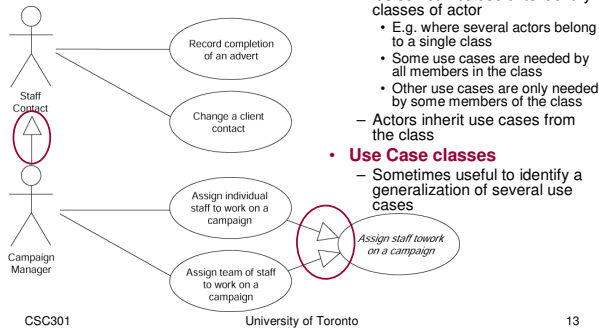 classes of actor
• E.g. where several actors belong
to a single class
• Some use cases are needed by
all members in the class
• Other use cases are only needed
by some members of the class
– Actors inherit use cases from
the class
• Use Case classes
– Sometimes useful to identify a
generalization of several use
cases
Record completion
of an advert
Staff
Contact
Change a client
contact
Assign individual
staff to work on a
campaign
Assign staff towork
on a campaign
Campaign
Manager
Assign team of staff
to work on a
campaign
CSC301
University of Toronto
13